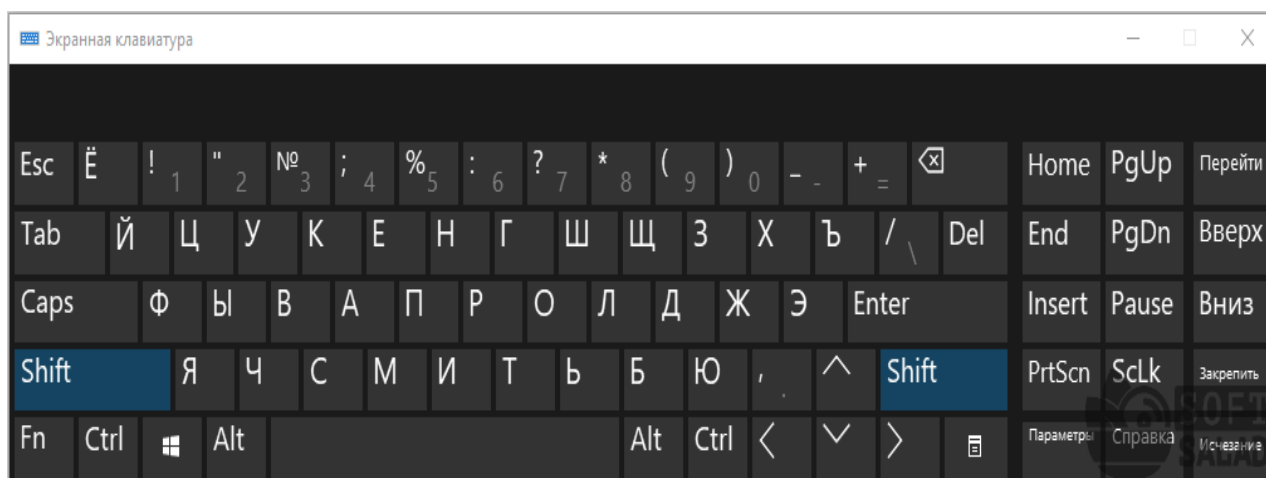 Экранная клавиатура
Esc Ё ! 1 " 2 № 3 ; 4 % 5 : 6 ? 7 * 8 ( 9 ) 0 _ - + = Home PgUp Перейти
Tab Й Ц У К Е Н Г Ш Щ З Х Ъ / \ Del End PgDn Вверх
Caps Ф Ы В А П Р О Л Д Ж Э Enter Insert Pause Вниз
Shift Я Ч С М И Т Ь Б Ю , . Shift PrtScn ScLk Закрепить
Fn Ctrl Alt Alt Ctrl Параметры Справка Исчезание
SOFT
SALAD